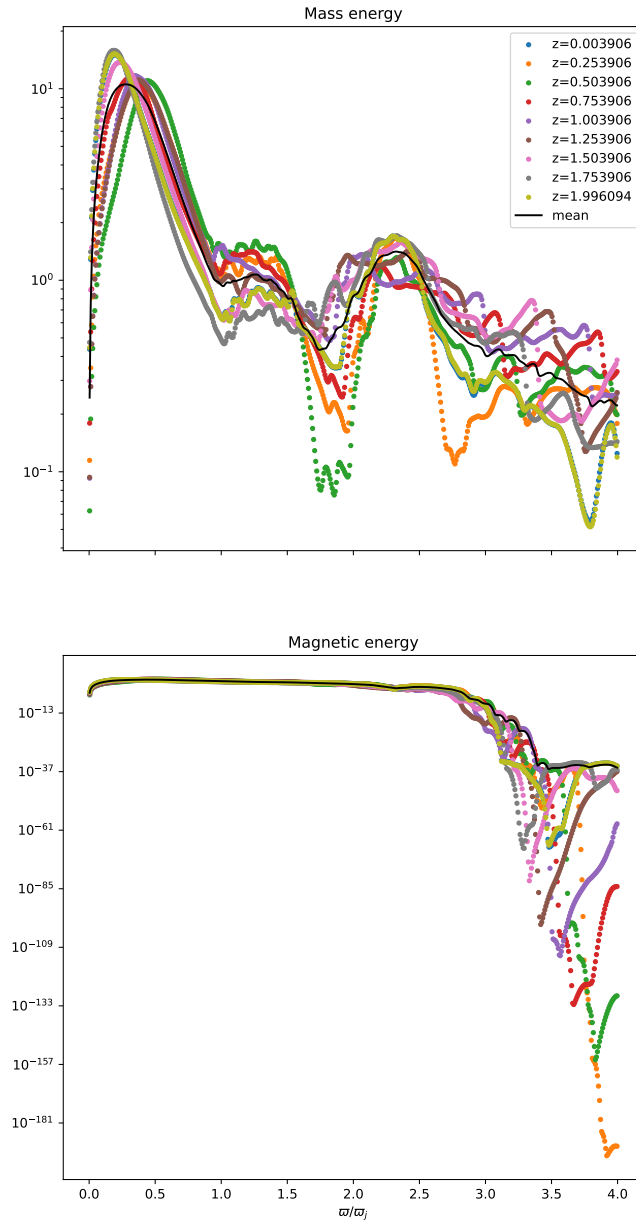 Mass energy
10¹
10⁰
10⁻¹
z=0.003906
z=0.253906
z=0.503906
z=0.753906
z=1.003906
z=1.253906
z=1.503906
z=1.753906
z=1.996094
mean
Magnetic energy
10⁻¹³
10⁻³⁷
10⁻⁶¹
10⁻⁸⁵
10⁻¹⁰⁹
10⁻¹³³
10⁻¹⁵⁷
10⁻¹⁸¹
0.0 0.5 1.0 1.5 2.0 2.5 3.0 3.5 4.0
ϖ/ϖⱼ